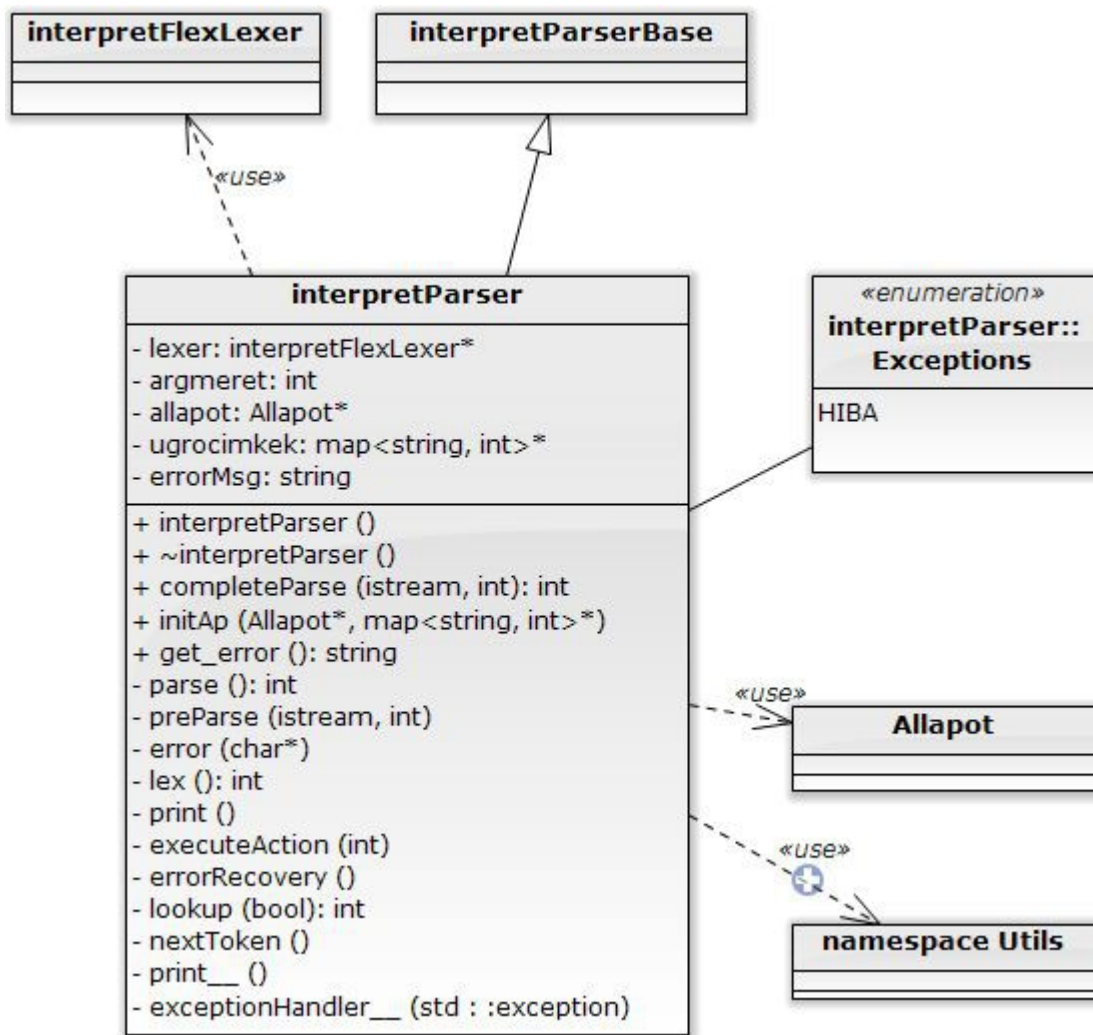 interpretFlexLexer
interpretParserBase
«use»
interpretParser
- lexer: interpretFlexLexer*
- argmeret: int
- allapot: Allapot*
- ugrocimkek: map<string, int>*
- errorMsg: string
+ interpretParser ()
+ ~interpretParser ()
+ completeParse (istream, int): int
+ initAp (Allapot*, map<string, int>*)
+ get_error (): string
- parse (): int
- preParse (istream, int)
- error (char*)
- lex (): int
- print ()
- executeAction (int)
- errorRecovery ()
- lookup (bool): int
- nextToken ()
- print__ ()
- exceptionHandler__ (std : :exception)
«enumeration»
interpretParser::
Exceptions
HIBA
«use»
Allapot
«use»
namespace Utils